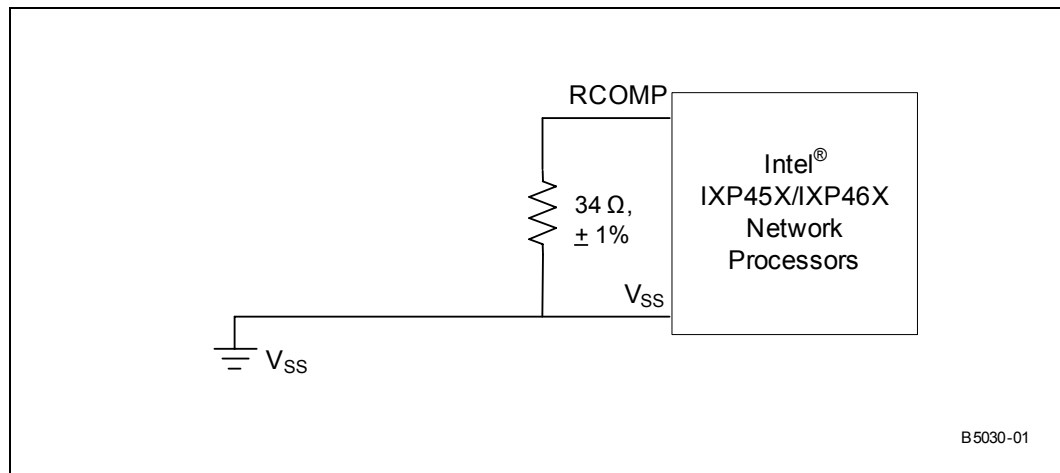 RCOMP
Intel®
IXP45X/IXP46X
Network
Processors
34 Ω,
± 1%
VSS
VSS
B5030-01